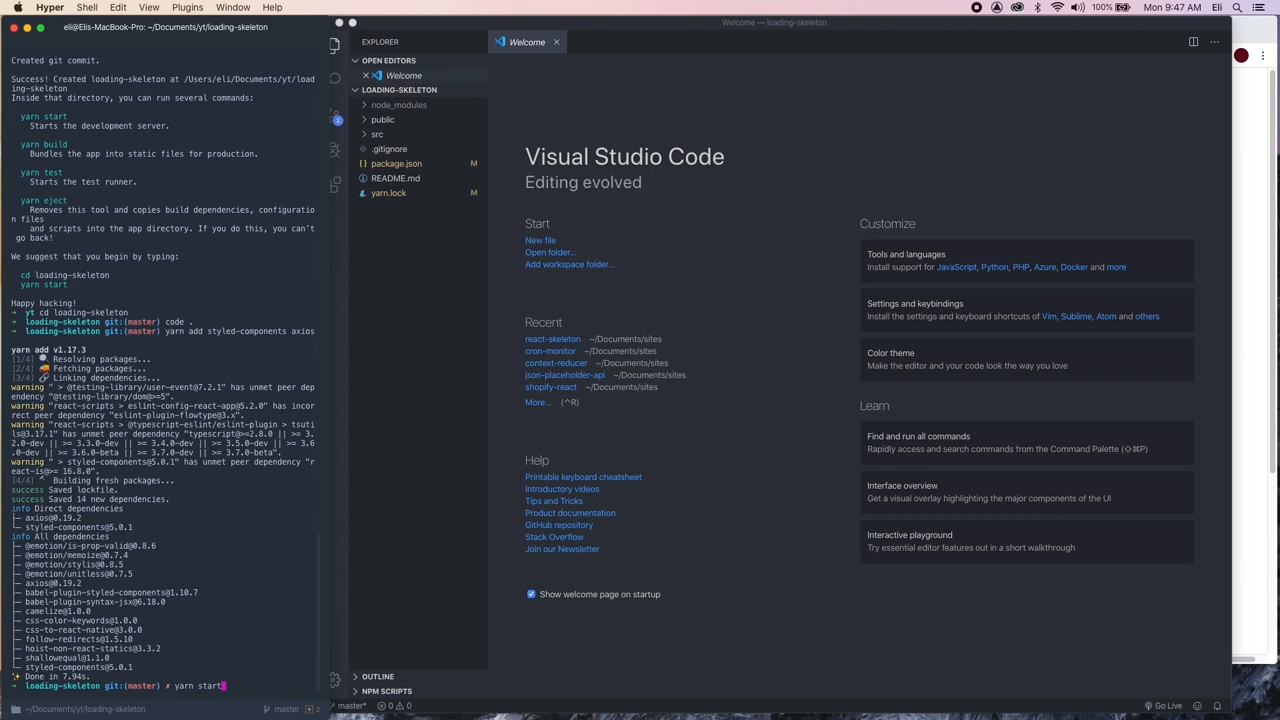 Hyper Shell Edit View Plugins Window Help
100% Mon 9:47 AM
eli@Elis-MacBook-Pro: ~/Documents/yt/loading-skeleton
Created git commit.
Success! Created loading-skeleton at /Users/eli/Documents/yt/load
ing-skeleton
Inside that directory, you can run several commands:
yarn start
Starts the development server.
yarn build
Bundles the app into static files for production.
yarn test
Starts the test runner.
yarn eject
Removes this tool and copies build dependencies, configuratio
n files
and scripts into the app directory. If you do this, you can't
go back!
We suggest that you begin by typing:
cd loading-skeleton
yarn start
Happy hacking!
➜ yt cd loading-skeleton
➜ loading-skeleton git:(master) code .
➜ loading-skeleton git:(master) yarn add styled-components axios
yarn add v1.17.3
[1/4] 🔍 Resolving packages...
[2/4] 🚚 Fetching packages...
[3/4] 🔗 Linking dependencies...
warning " > @testing-library/user-event@7.2.1" has unmet peer dep
endency "@testing-library/dom@>=5".
warning "react-scripts > eslint-config-react-app@5.2.0" has incor
rect peer dependency "eslint-plugin-flowtype@3.x".
warning "react-scripts > @typescript-eslint/eslint-plugin > tsuti
ls@3.17.1" has unmet peer dependency "typescript@>=2.8.0 || >= 3.
2.0-dev || >= 3.3.0-dev || >= 3.4.0-dev || >= 3.5.0-dev || >= 3.6
.0-dev || >= 3.6.0-beta || >= 3.7.0-dev || >= 3.7.0-beta".
warning " > styled-components@5.0.1" has unmet peer dependency "r
eact-is@>= 16.8.0".
[4/4] 🔨 Building fresh packages...
success Saved lockfile.
success Saved 14 new dependencies.
info Direct dependencies
├─ axios@0.19.2
└─ styled-components@5.0.1
info All dependencies
├─ @emotion/is-prop-valid@0.8.6
├─ @emotion/memoize@0.7.4
├─ @emotion/stylis@0.8.5
├─ @emotion/unitless@0.7.5
├─ axios@0.19.2
├─ babel-plugin-styled-components@1.10.7
├─ babel-plugin-syntax-jsx@6.18.0
├─ camelize@1.0.0
├─ css-color-keywords@1.0.0
├─ css-to-react-native@3.0.0
├─ follow-redirects@1.5.10
├─ hoist-non-react-statics@3.3.2
├─ shallowequal@1.1.0
└─ styled-components@5.0.1
✨ Done in 7.94s.
➜ loading-skeleton git:(master) ✗ yarn start
~/Documents/yt/loading-skeleton master 2
Welcome — loading-skeleton
EXPLORER
OPEN EDITORS
Welcome
LOADING-SKELETON
node_modules
public
src
.gitignore
package.json M
README.md
yarn.lock M
2
OUTLINE
NPM SCRIPTS
Welcome
Visual Studio Code
Editing evolved
Start
New file
Open folder...
Add workspace folder...
Recent
react-skeleton ~/Documents/sites
cron-monitor ~/Documents/sites
context-reducer ~/Documents/sites
json-placeholder-api ~/Documents/sites
shopify-react ~/Documents/sites
More... (^R)
Help
Printable keyboard cheatsheet
Introductory videos
Tips and Tricks
Product documentation
GitHub repository
Stack Overflow
Join our Newsletter
Show welcome page on startup
Customize
Tools and languages
Install support for JavaScript, Python, PHP, Azure, Docker and more
Settings and keybindings
Install the settings and keyboard shortcuts of Vim, Sublime, Atom and others
Color theme
Make the editor and your code look the way you love
Learn
Find and run all commands
Rapidly access and search commands from the Command Palette (⇧⌘P)
Interface overview
Get a visual overlay highlighting the major components of the UI
Interactive playground
Try essential editor features out in a short walkthrough
master* 0 0
Go Live